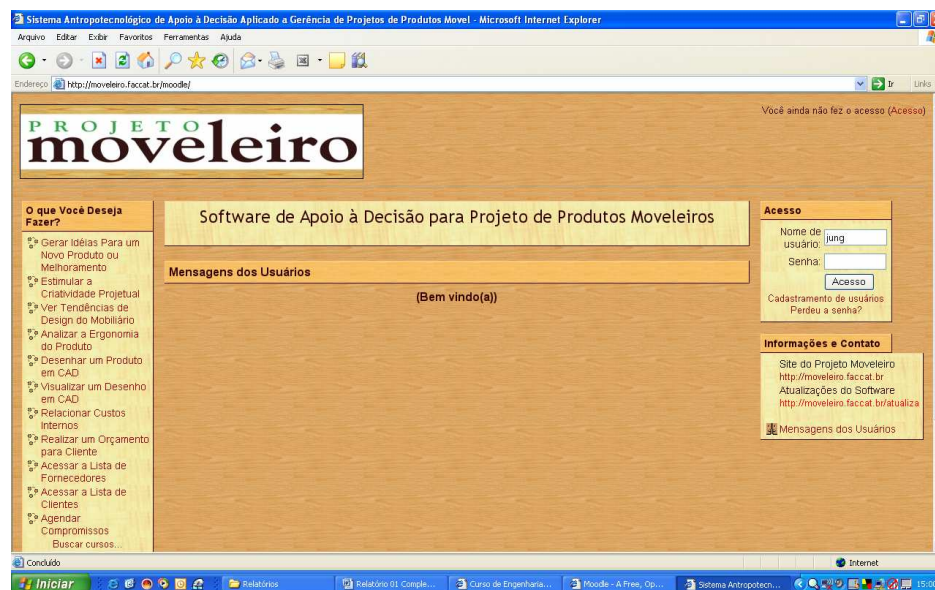 Sistema Antropotecnológico de Apoio à Decisão Aplicado a Gerência de Projetos de Produtos Movel - Microsoft Internet Explorer
Arquivo Editar Exibir Favoritos Ferramentas Ajuda
Endereço http://moveleiro.faccat.br/moodle/ Ir Links
PROJETO
moveleiro
Você ainda não fez o acesso (Acesso)
O que Você Deseja
Fazer?
Gerar Idéias Para um
Novo Produto ou
Melhoramento
Estimular a
Criatividade Projetual
Ver Tendências de
Design do Mobiliário
Analizar a Ergonomia
do Produto
Desenhar um Produto
em CAD
Visualizar um Desenho
em CAD
Relacionar Custos
Internos
Realizar um Orçamento
para Cliente
Acessar a Lista de
Fornecedores
Acessar a Lista de
Clientes
Agendar
Compromissos
Buscar cursos...
Software de Apoio à Decisão para Projeto de Produtos Moveleiros
Mensagens dos Usuários
(Bem vindo(a))
Acesso
Nome de
usuário: jung
Senha:
Acesso
Cadastramento de usuários
Perdeu a senha?
Informações e Contato
Site do Projeto Moveleiro
http://moveleiro.faccat.br
Atualizações do Software
http://moveleiro.faccat.br/atualiza
Mensagens dos Usuários
Concluído Internet
Iniciar Relatórios Relatório 01 Comple... Curso de Engenharia... Moodle - A Free, Op... Sistema Antropotecn... 15:00